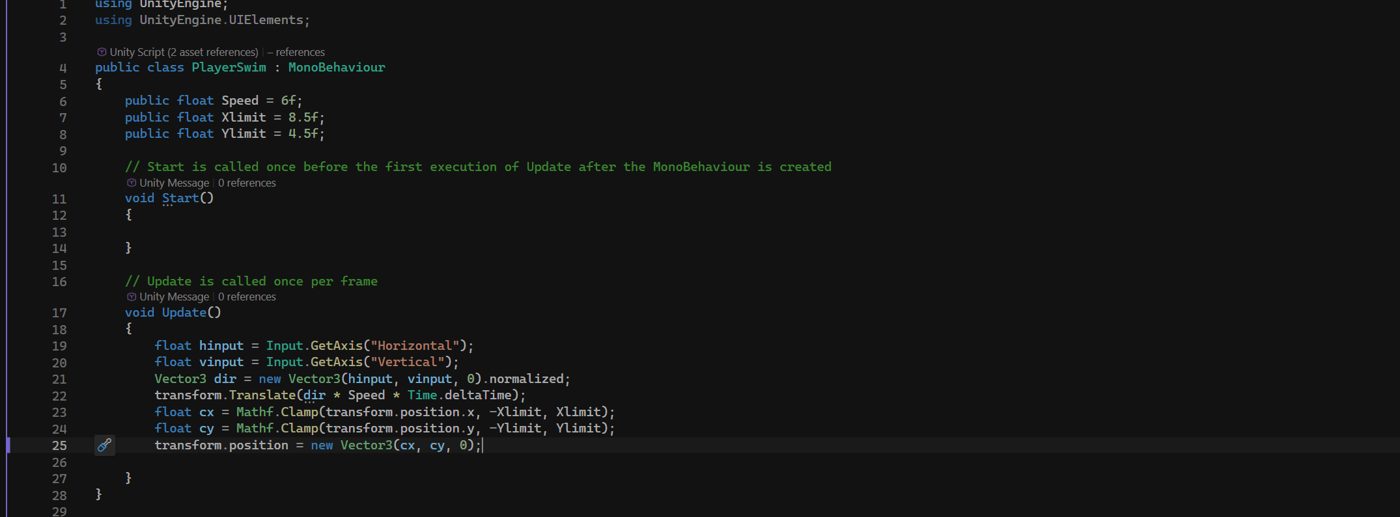 1 using UnityEngine;
2 using UnityEngine.UIElements;
3
Unity Script (2 asset references) | – references
4 public class PlayerSwim : MonoBehaviour
5 {
6 public float Speed = 6f;
7 public float Xlimit = 8.5f;
8 public float Ylimit = 4.5f;
9
10 // Start is called once before the first execution of Update after the MonoBehaviour is created
Unity Message | 0 references
11 void Start()
12 {
13
14 }
15
16 // Update is called once per frame
Unity Message | 0 references
17 void Update()
18 {
19 float hinput = Input.GetAxis("Horizontal");
20 float vinput = Input.GetAxis("Vertical");
21 Vector3 dir = new Vector3(hinput, vinput, 0).normalized;
22 transform.Translate(dir * Speed * Time.deltaTime);
23 float cx = Mathf.Clamp(transform.position.x, -Xlimit, Xlimit);
24 float cy = Mathf.Clamp(transform.position.y, -Ylimit, Ylimit);
25 transform.position = new Vector3(cx, cy, 0);
26
27 }
28 }
29